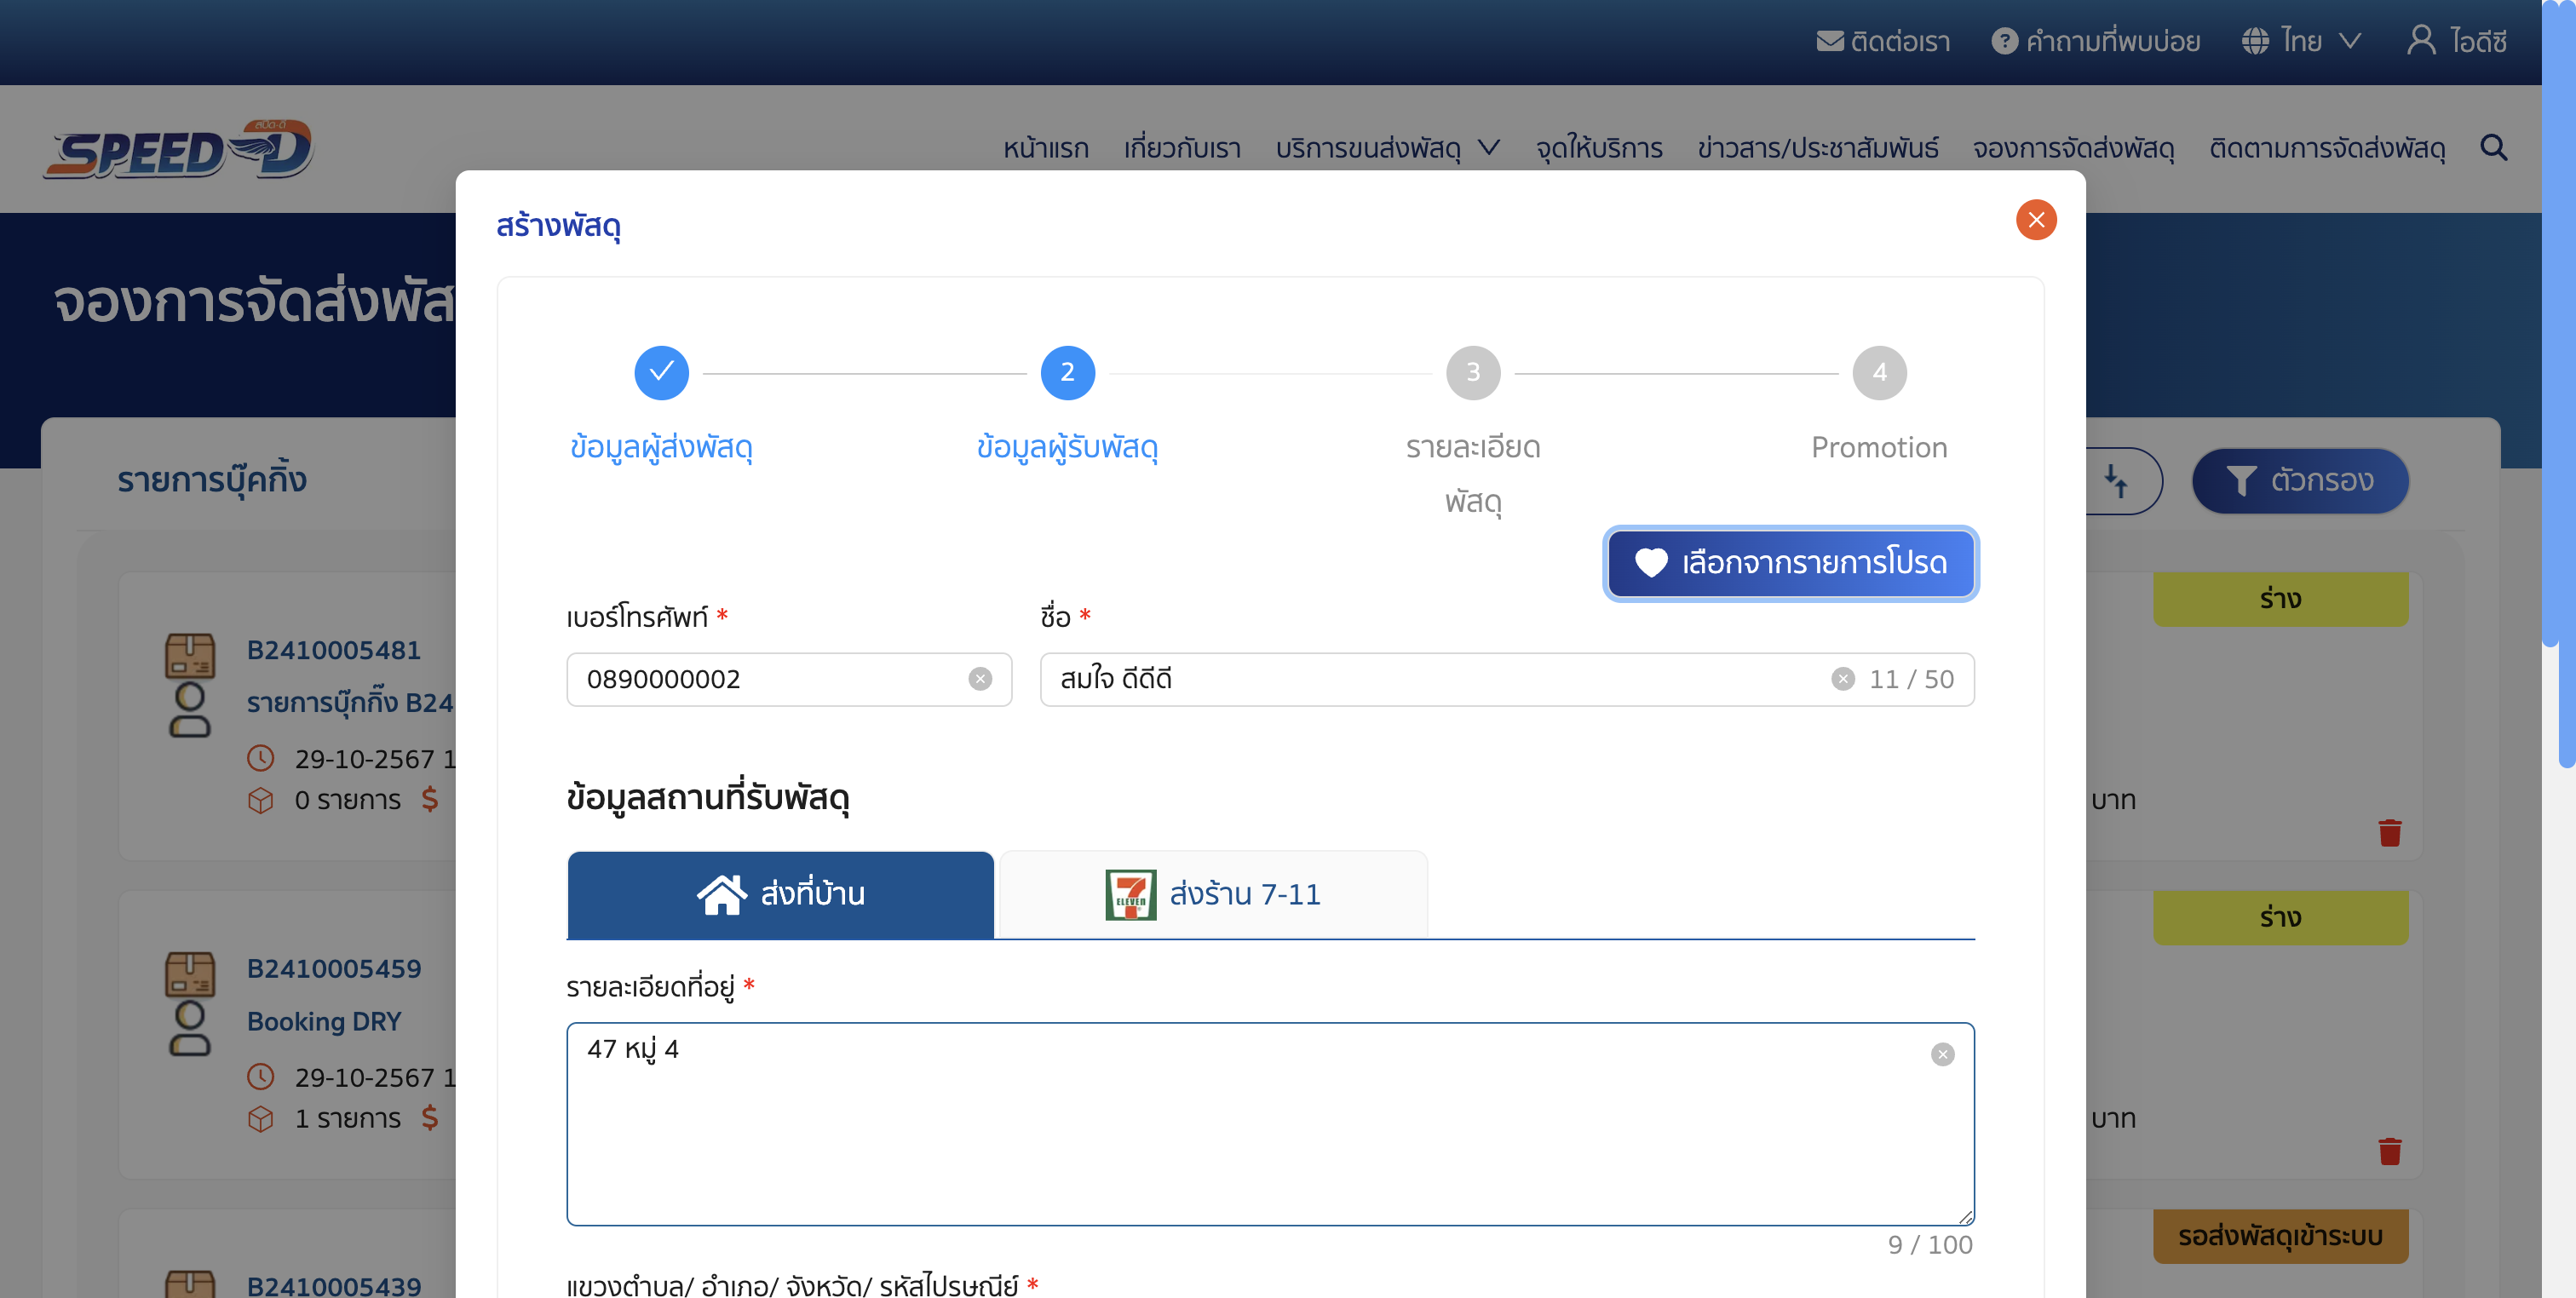 ติดต่อเรา คำถามที่พบบ่อย ไทย ไอดีซี
สปีด-ดี
SPEED-D
หน้าแรก เกี่ยวกับเรา บริการขนส่งพัสดุ จุดให้บริการ ข่าวสาร/ประชาสัมพันธ์ จองการจัดส่งพัสดุ ติดตามการจัดส่งพัสดุ
สร้างพัสดุ
จองการจัดส่งพัส
2 3 4
ข้อมูลผู้ส่งพัสดุ ข้อมูลผู้รับพัสดุ รายละเอียด Promotion
พัสดุ
รายการบุ๊คกิ้ง
ตัวกรอง
เลือกจากรายการโปรด
เบอร์โทรศัพท์ * ชื่อ *
0890000002
สมใจ ดีดีดี 11 / 50
ข้อมูลสถานที่รับพัสดุ
ส่งที่บ้าน
7 ELEVEN ส่งร้าน 7-11
รายละเอียดที่อยู่ *
47 หมู่ 4
9 / 100
แขวงตำบล/ อำเภอ/ จังหวัด/ รหัสไปรษณีย์ *
B2410005481
รายการบุ๊กกิ๊ง B24
29-10-2567 1
0 รายการ $
ร่าง
บาท
B2410005459
Booking DRY
29-10-2567 1
1 รายการ $
ร่าง
บาท
B2410005439
รอส่งพัสดุเข้าระบบ